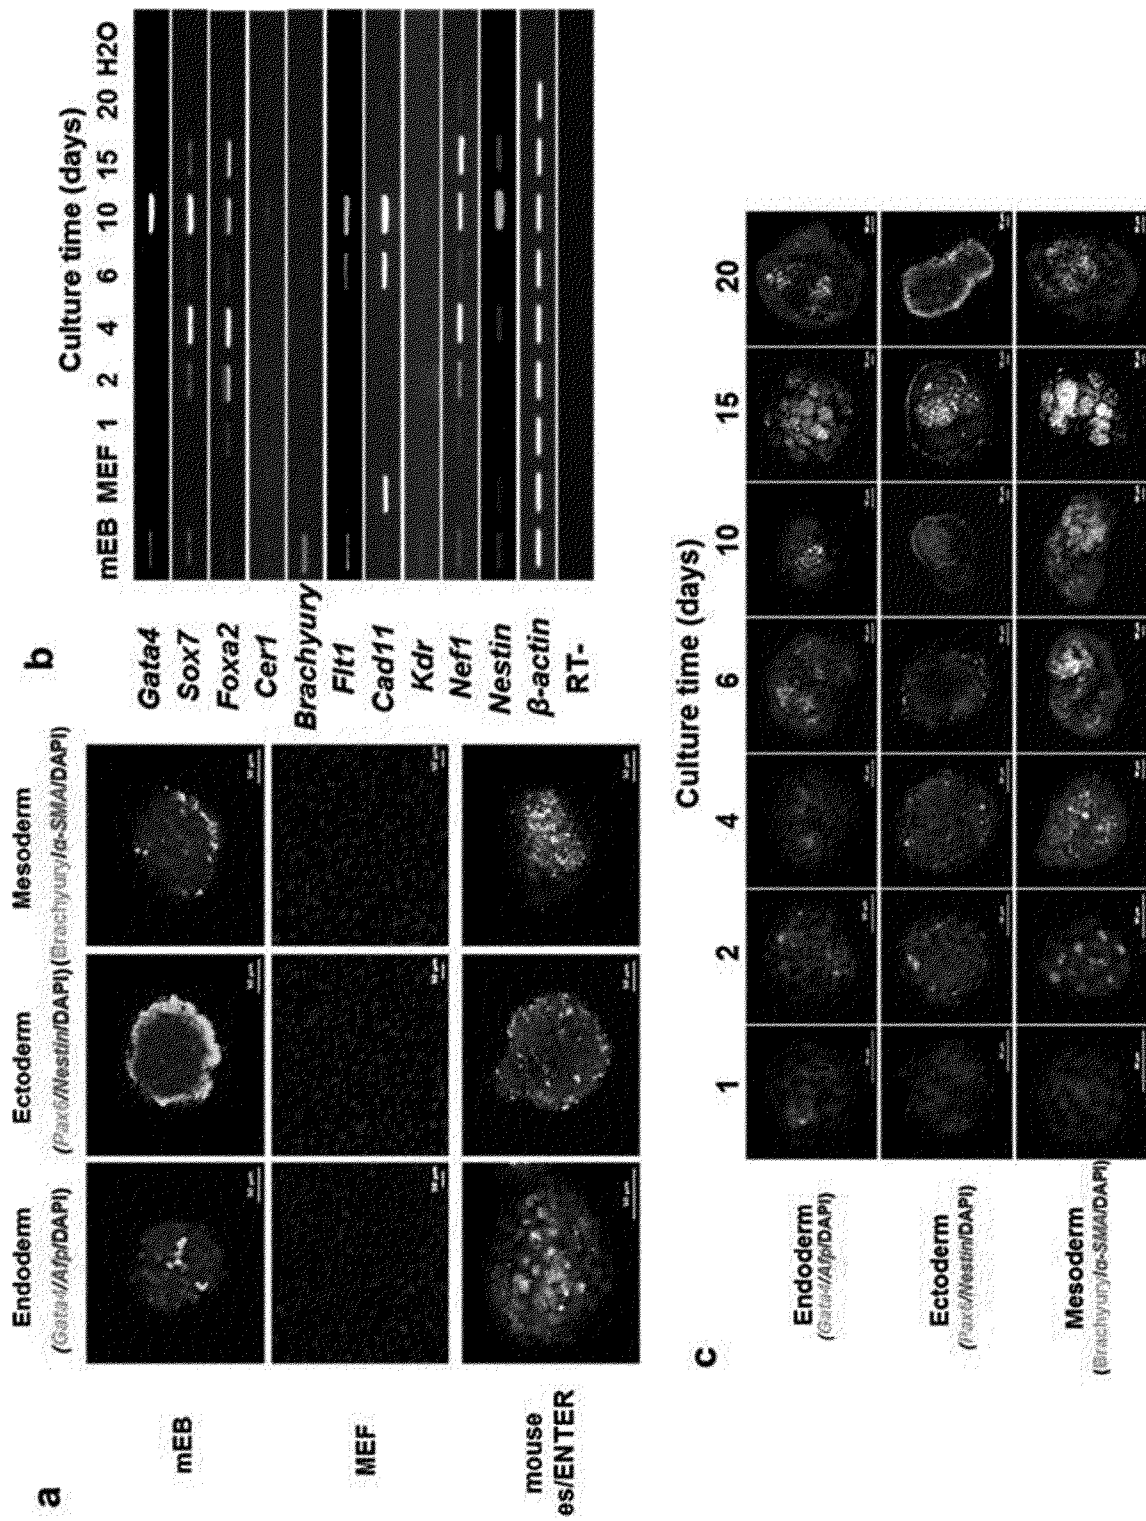 a
Endoderm
(Gata4/Afp/DAPI)
Ectoderm
(Pax6/Nestin/DAPI)
Mesoderm
(Brachyury/α-SMA/DAPI)
mEB
MEF
mouse
es/ENTER
b
Culture time (days)
mEB MEF 1 2 4 6 10 15 20 H2O
Gata4
Sox7
Foxa2
Cer1
Brachyury
Flt1
Cad11
Kdr
Nef1
Nestin
β-actin
RT-
c
Culture time (days)
1 2 4 6 10 15 20
Endoderm
(Gata4/Afp/DAPI)
Ectoderm
(Pax6/Nestin/DAPI)
Mesoderm
(Brachyury/α-SMA/DAPI)